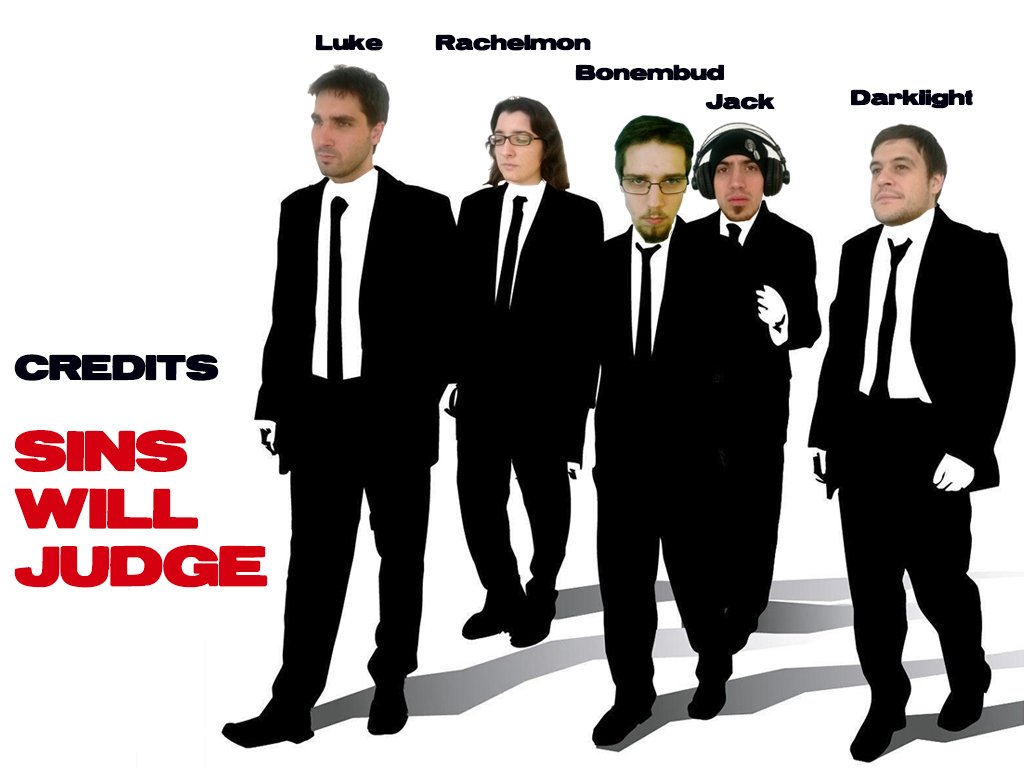 Luke
Rachelmon
Bonembud
Jack
Darklight
CREDITS
SINS
WILL
JUDGE